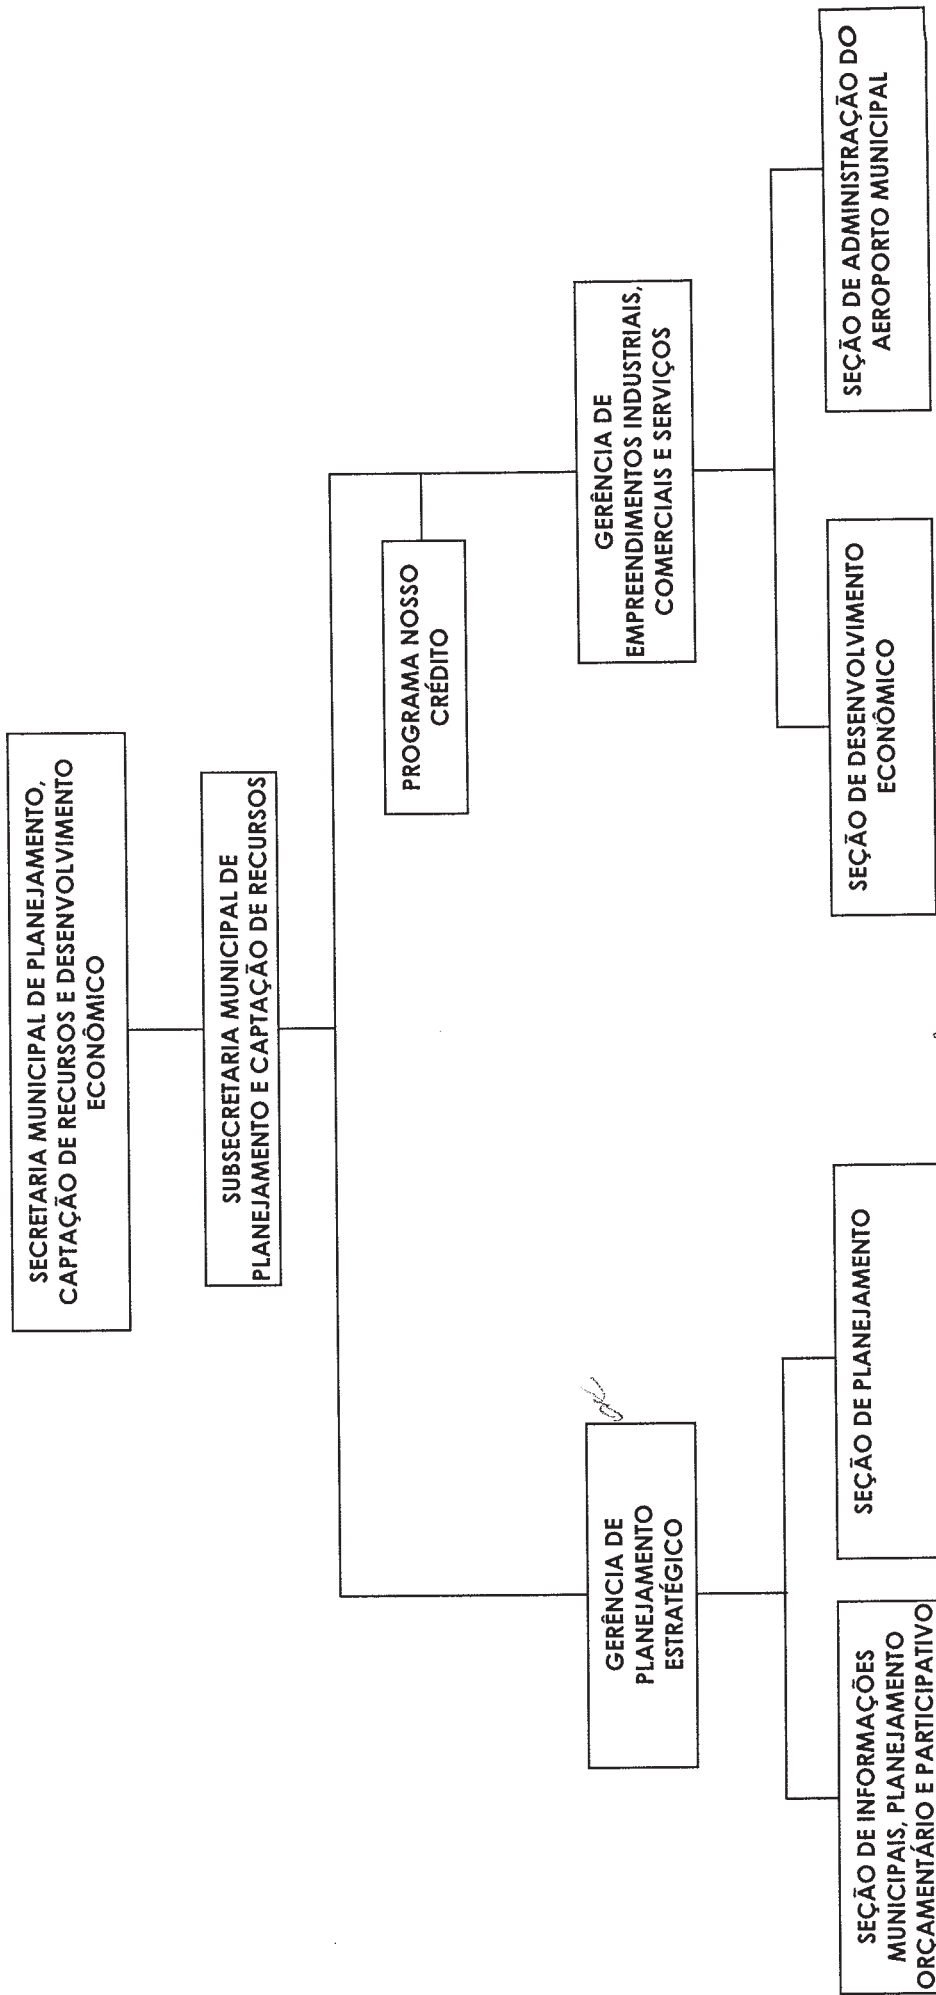 SECRETARIA MUNICIPAL DE PLANEJAMENTO,
CAPTAÇÃO DE RECURSOS E DESENVOLVIMENTO
ECONÔMICO
SUBSECRETARIA MUNICIPAL DE
PLANEJAMENTO E CAPTAÇÃO DE RECURSOS
PROGRAMA NOSSO
CRÉDITO
GERÊNCIA DE
PLANEJAMENTO
ESTRATÉGICO
GERÊNCIA DE
EMPREENDIMENTOS INDUSTRIAIS,
COMERCIAIS E SERVIÇOS
SEÇÃO DE INFORMAÇÕES
MUNICIPAIS, PLANEJAMENTO
ORÇAMENTÁRIO E PARTICIPATIVO
SEÇÃO DE PLANEJAMENTO
SEÇÃO DE DESENVOLVIMENTO
ECONÔMICO
SEÇÃO DE ADMINISTRAÇÃO DO
AEROPORTO MUNICIPAL